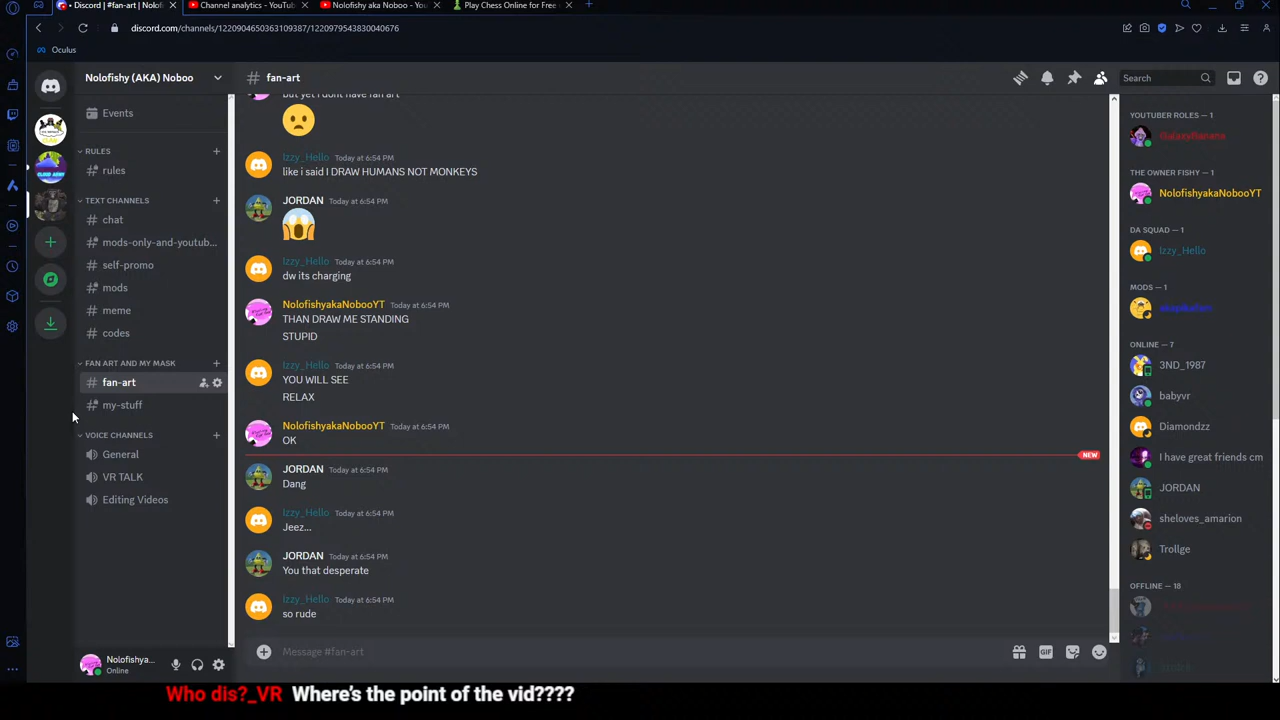 Discord | #fan-art | Nolofis
Channel analytics - YouTube
Nolofishy aka Noboo - YouTu
Play Chess Online for Free
discord.com/channels/1220904650363109387/1220979543830040676
Oculus
Nolofishy (AKA) Noboo
Events
RULES
rules
TEXT CHANNELS
chat
mods-only-and-youtub...
self-promo
mods
meme
codes
FAN ART AND MY MASK
fan-art
my-stuff
VOICE CHANNELS
General
VR TALK
Editing Videos
Nolofishya...
Online
fan-art
Search
but yet i dont have fan art
Izzy_Hello Today at 6:54 PM
like i said I DRAW HUMANS NOT MONKEYS
JORDAN Today at 6:54 PM
Izzy_Hello Today at 6:54 PM
dw its charging
NolofishyakaNobooYT Today at 6:54 PM
THAN DRAW ME STANDING
STUPID
Izzy_Hello Today at 6:54 PM
YOU WILL SEE
RELAX
NolofishyakaNobooYT Today at 6:54 PM
OK
NEW
JORDAN Today at 6:54 PM
Dang
Izzy_Hello Today at 6:54 PM
Jeez...
JORDAN Today at 6:54 PM
You that desperate
Izzy_Hello Today at 6:54 PM
so rude
Message #fan-art
GIF
YOUTUBER ROLES — 1
THE OWNER FISHY — 1
NolofishyakaNobooYT
DA SQUAD — 1
Izzy_Hello
MODS — 1
ONLINE — 7
3ND_1987
babyvr
Diamondzz
I have great friends cm
JORDAN
sheloves_amarion
Trollge
OFFLINE — 18
Who dis?_VR Where's the point of the vid????